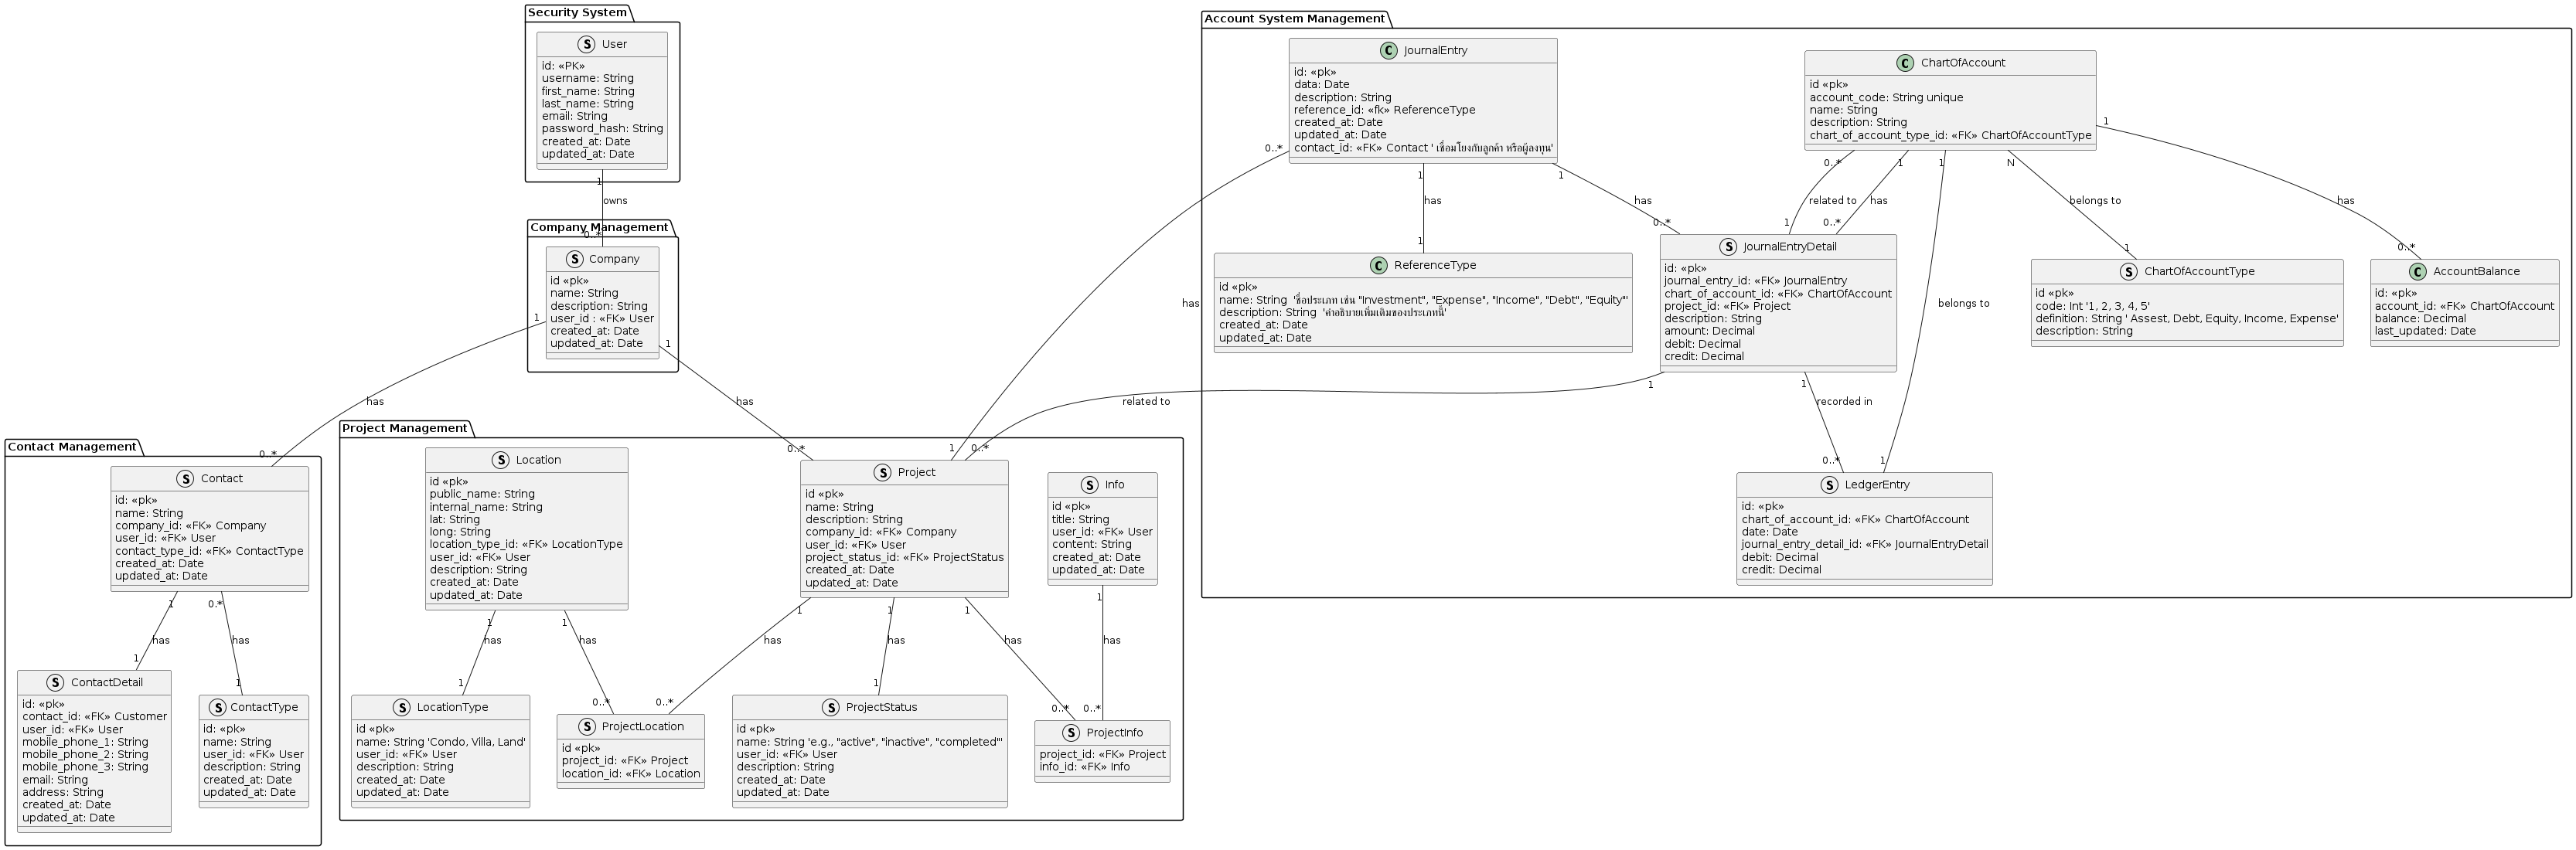 Security System
User
id: «PK»
username: String
first_name: String
last_name: String
email: String
password_hash: String
created_at: Date
updated_at: Date
1
owns
0..*
Company Management
Company
id «pk»
name: String
description: String
user_id : «FK» User
created_at: Date
updated_at: Date
1
has
0..*
1
has
0..*
Contact Management
Contact
id: «pk»
name: String
company_id: «FK» Company
user_id: «FK» User
contact_type_id: «FK» ContactType
created_at: Date
updated_at: Date
1
has
1
0..*
has
1
ContactDetail
id: «pk»
contact_id: «FK» Customer
user_id: «FK» User
mobile_phone_1: String
mobile_phone_2: String
mobile_phone_3: String
email: String
address: String
created_at: Date
updated_at: Date
ContactType
id: «pk»
name: String
user_id: «FK» User
description: String
created_at: Date
updated_at: Date
Project Management
Location
id «pk»
public_name: String
internal_name: String
lat: String
long: String
location_type_id: «FK» LocationType
user_id: «FK» User
description: String
created_at: Date
updated_at: Date
Project
id «pk»
name: String
description: String
company_id: «FK» Company
user_id: «FK» User
project_status_id: «FK» ProjectStatus
created_at: Date
updated_at: Date
Info
id «pk»
title: String
user_id: «FK» User
content: String
created_at: Date
updated_at: Date
1
has
1
1
has
0..*
1
has
0..*
1
has
1
1
has
0..*
1
has
0..*
LocationType
id «pk»
name: String 'Condo, Villa, Land'
user_id: «FK» User
description: String
created_at: Date
updated_at: Date
ProjectLocation
id «pk»
project_id: «FK» Project
location_id: «FK» Location
ProjectStatus
id «pk»
name: String 'e.g., "active", "inactive", "completed"'
user_id: «FK» User
description: String
created_at: Date
updated_at: Date
ProjectInfo
project_id: «FK» Project
info_id: «FK» Info
Account System Management
JournalEntry
id: «pk»
data: Date
description: String
reference_id: «fk» ReferenceType
created_at: Date
updated_at: Date
contact_id: «FK» Contact ' เชื่อมโยงกับลูกค้า หรือผู้ลงทุน'
ChartOfAccount
id «pk»
account_code: String unique
name: String
description: String
chart_of_account_type_id: «FK» ChartOfAccountType
0..*
has
1
1
has
1
1
has
0..*
0..*
related to
1
1
has
0..*
1
belongs to
1
N
belongs to
1
1
has
0..*
ReferenceType
id «pk»
name: String  'ชื่อประเภท เช่น "Investment", "Expense", "Income", "Debt", "Equity"'
description: String  'คำอธิบายเพิ่มเติมของประเภทนี้'
created_at: Date
updated_at: Date
JournalEntryDetail
id: «pk»
journal_entry_id: «FK» JournalEntry
chart_of_account_id: «FK» ChartOfAccount
project_id: «FK» Project
description: String
amount: Decimal
debit: Decimal
credit: Decimal
ChartOfAccountType
id «pk»
code: Int '1, 2, 3, 4, 5'
definition: String ' Assest, Debt, Equity, Income, Expense'
description: String
AccountBalance
id: «pk»
account_id: «FK» ChartOfAccount
balance: Decimal
last_updated: Date
1
related to
0..*
1
recorded in
0..*
LedgerEntry
id: «pk»
chart_of_account_id: «FK» ChartOfAccount
date: Date
journal_entry_detail_id: «FK» JournalEntryDetail
debit: Decimal
credit: Decimal